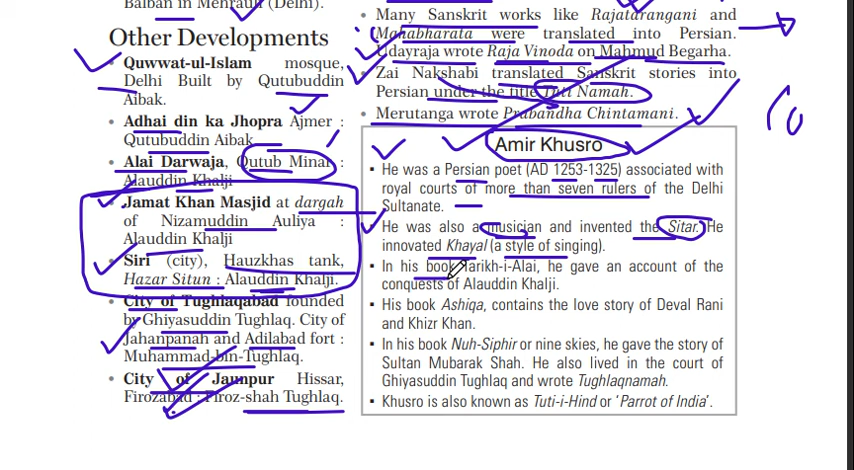 Balban in Mehrauli (Delhi).
Other Developments
• Quwwat-ul-Islam mosque,
Delhi Built by Qutubuddin
Aibak.
• Adhai din ka Jhopra Ajmer :
Qutubuddin Aibak
• Alai Darwaja, Qutub Minar :
Alauddin Khalji
• Jamat Khan Masjid at dargah
of Nizamuddin Auliya :
Alauddin Khalji
• Siri (city), Hauzkhas tank,
Hazar Situn : Alauddin Khalji.
• City of Tughlaqabad founded
by Ghiyasuddin Tughlaq. City of
Jahanpanah and Adilabad fort :
Muhammad-bin-Tughlaq.
• City of Jaunpur Hissar,
Firozabad : Firoz-shah Tughlaq.
• Many Sanskrit works like Rajatarangani and
Mahabharata were translated into Persian.
• Udayraja wrote Raja Vinoda on Mahmud Begarha.
• Zai Nakshabi translated Sanskrit stories into
Persian under the title Tuti Namah.
• Merutanga wrote Prabandha Chintamani.
Amir Khusro
▪ He was a Persian poet (AD 1253-1325) associated with
royal courts of more than seven rulers of the Delhi
Sultanate.
▪ He was also a musician and invented the Sitar. He
innovated Khayal (a style of singing).
▪ In his book Tarikh-i-Alai, he gave an account of the
conquests of Alauddin Khalji.
▪ His book Ashiqa, contains the love story of Deval Rani
and Khizr Khan.
▪ In his book Nuh-Siphir or nine skies, he gave the story of
Sultan Mubarak Shah. He also lived in the court of
Ghiyasuddin Tughlaq and wrote Tughlaqnamah.
▪ Khusro is also known as Tuti-i-Hind or 'Parrot of India'.